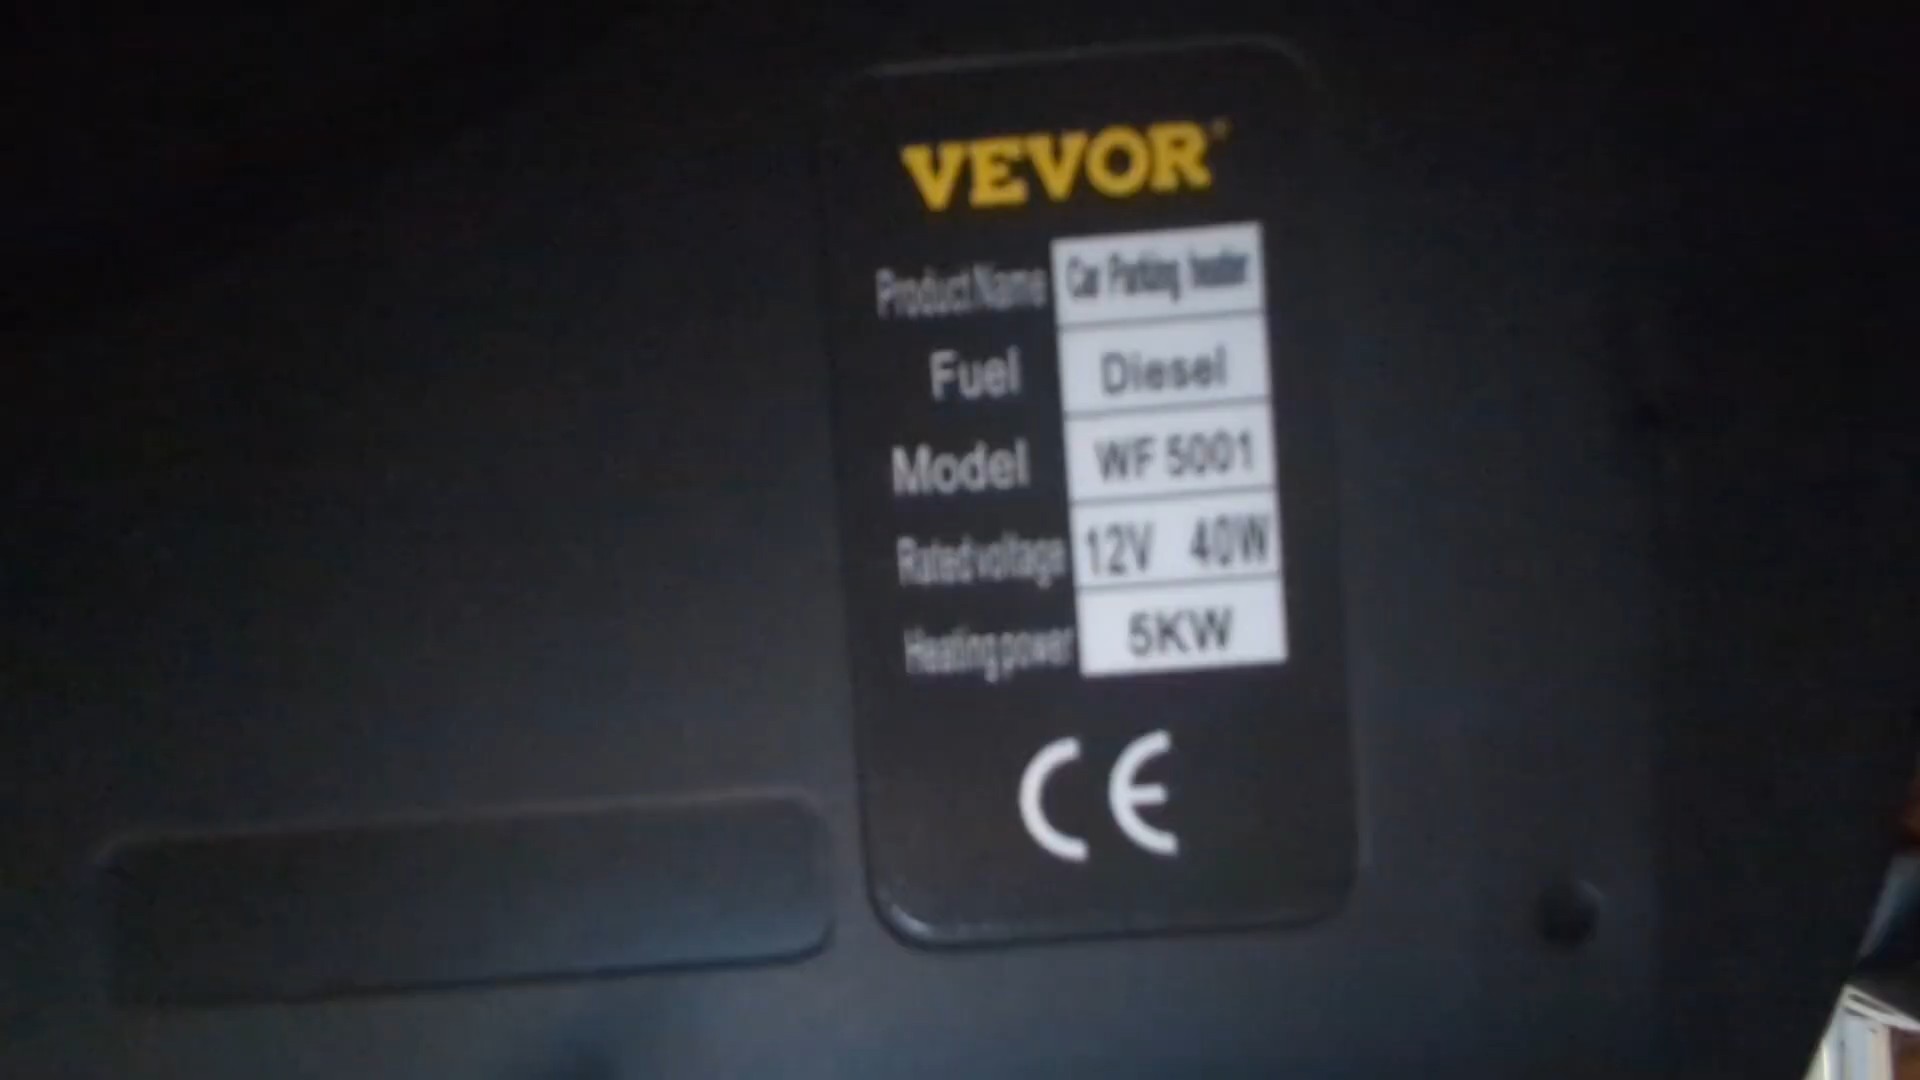 VEVOR
Product Name Car Parking heater
Fuel Diesel
Model WF 5001
Rated voltage 12V 40W
Heating power 5KW
CE